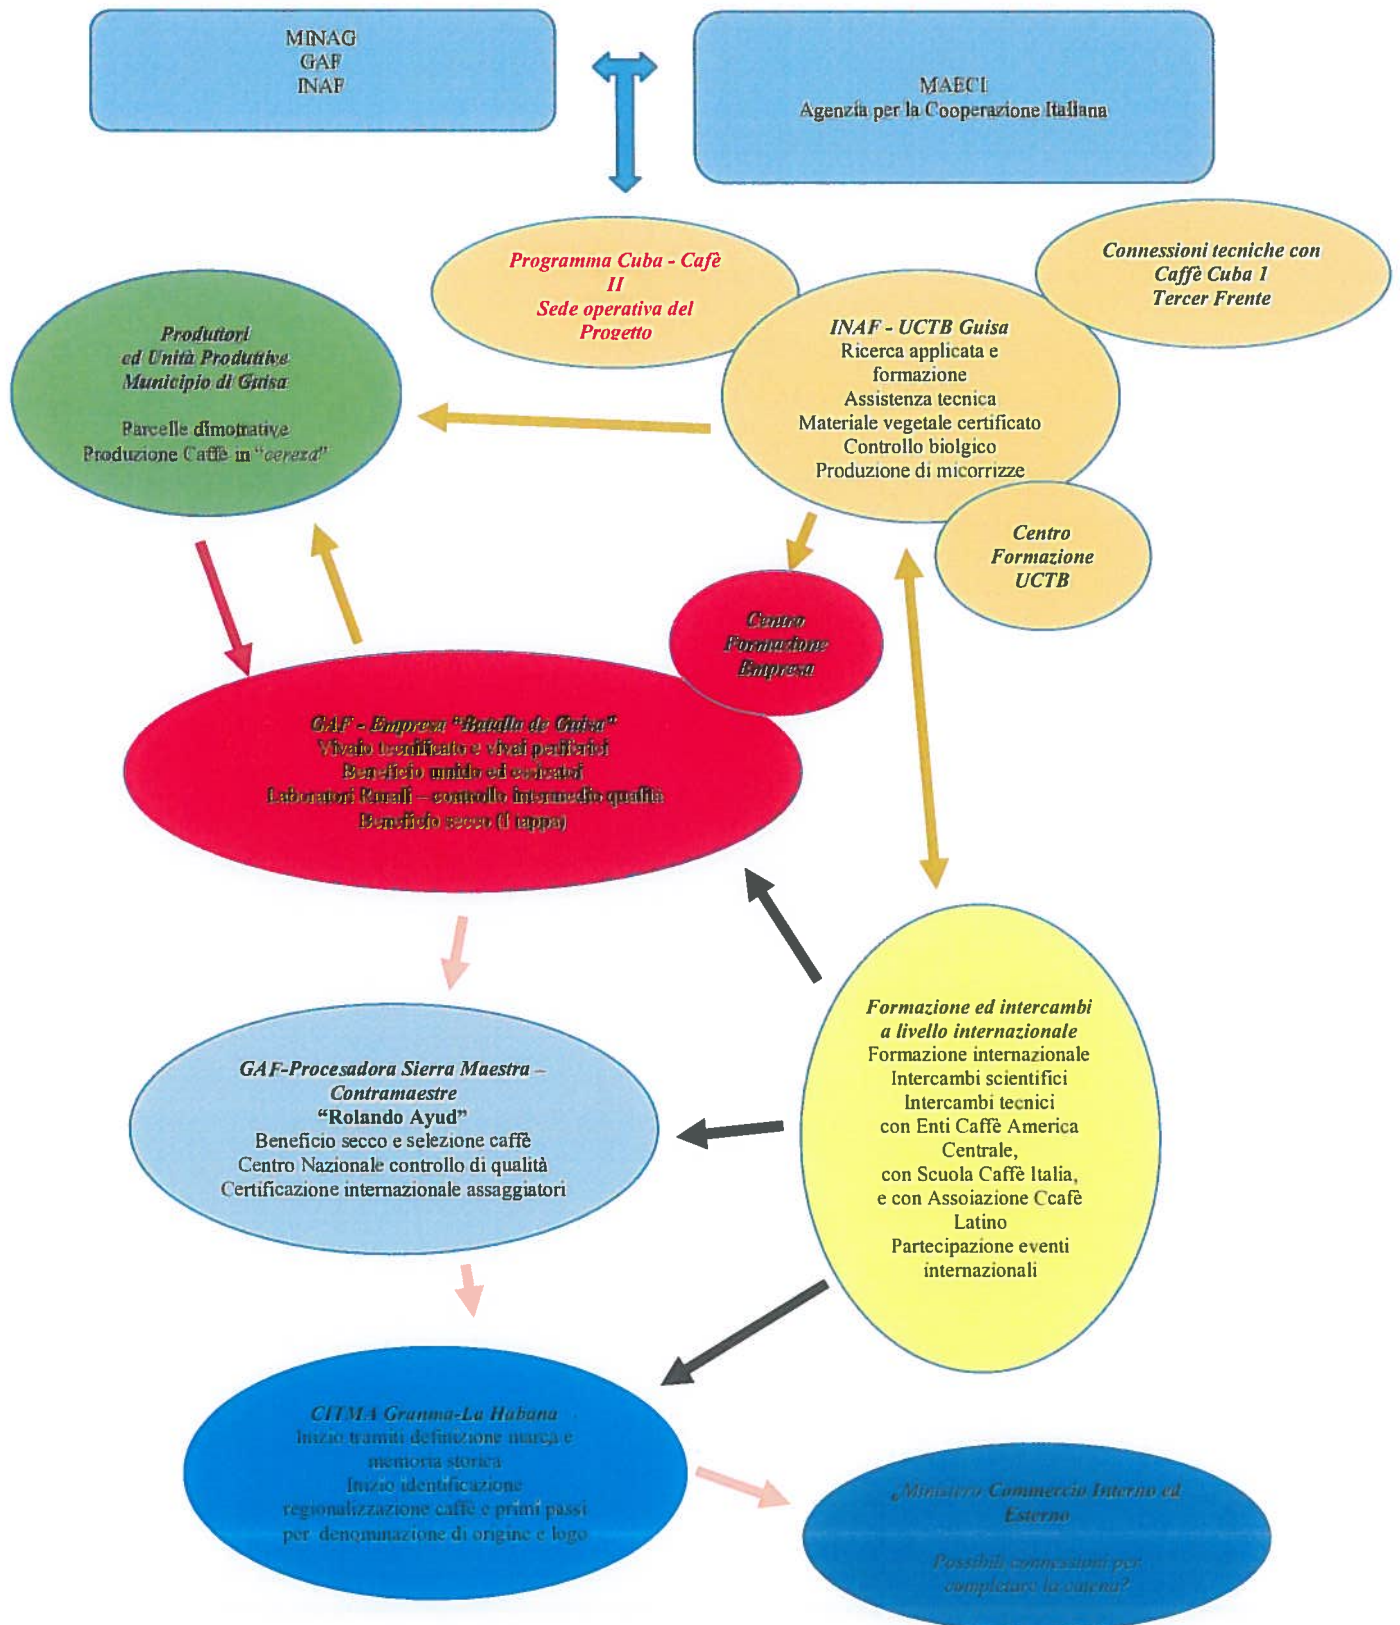 MINAG
GAF
INAF
MAECI
Agenzia per la Cooperazione Italiana
Programma Cuba - Cafè
II
Sede operativa del
Progetto
Connessioni tecniche con
Caffè Cuba 1
Tercer Frente
Produttori
ed Unità Produttive
Municipio di Guisa
Parcelle dimotrative
Produzione Caffè in "cereza"
INAF - UCTB Guisa
Ricerca applicata e
formazione
Assistenza tecnica
Materiale vegetale certificato
Controllo biolgico
Produzione di micorrizze
Centro
Formazione
UCTB
Centro
Formazione
Empresa
GAF - Empresa "Batalla de Guisa"
Vivaio tecnificato e vivai periferici
Beneficio umido ed esicatoi
Laboratori Rurali – controllo intermedio qualità
Beneficio secco (I tappa)
Formazione ed intercambi
a livello internazionale
Formazione internazionale
Intercambi scientifici
Intercambi tecnici
con Enti Caffè America
Centrale,
con Scuola Caffè Italia,
e con Assoiazione Ccafè
Latino
Partecipazione eventi
internazionali
GAF-Procesadora Sierra Maestra –
Contramaestre
"Rolando Ayud"
Beneficio secco e selezione caffè
Centro Nazionale controllo di qualità
Certificazione internazionale assaggiatori
CITMA Granma-La Habana
Inizio tramiti definizione marca e
memoria storica
Inizio identificazione
regionalizzazione caffè e primi passi
per denominazione di origine e logo
¿Ministero Commercio Interno ed
Esterno
Possibili connessioni per
completare la catena?